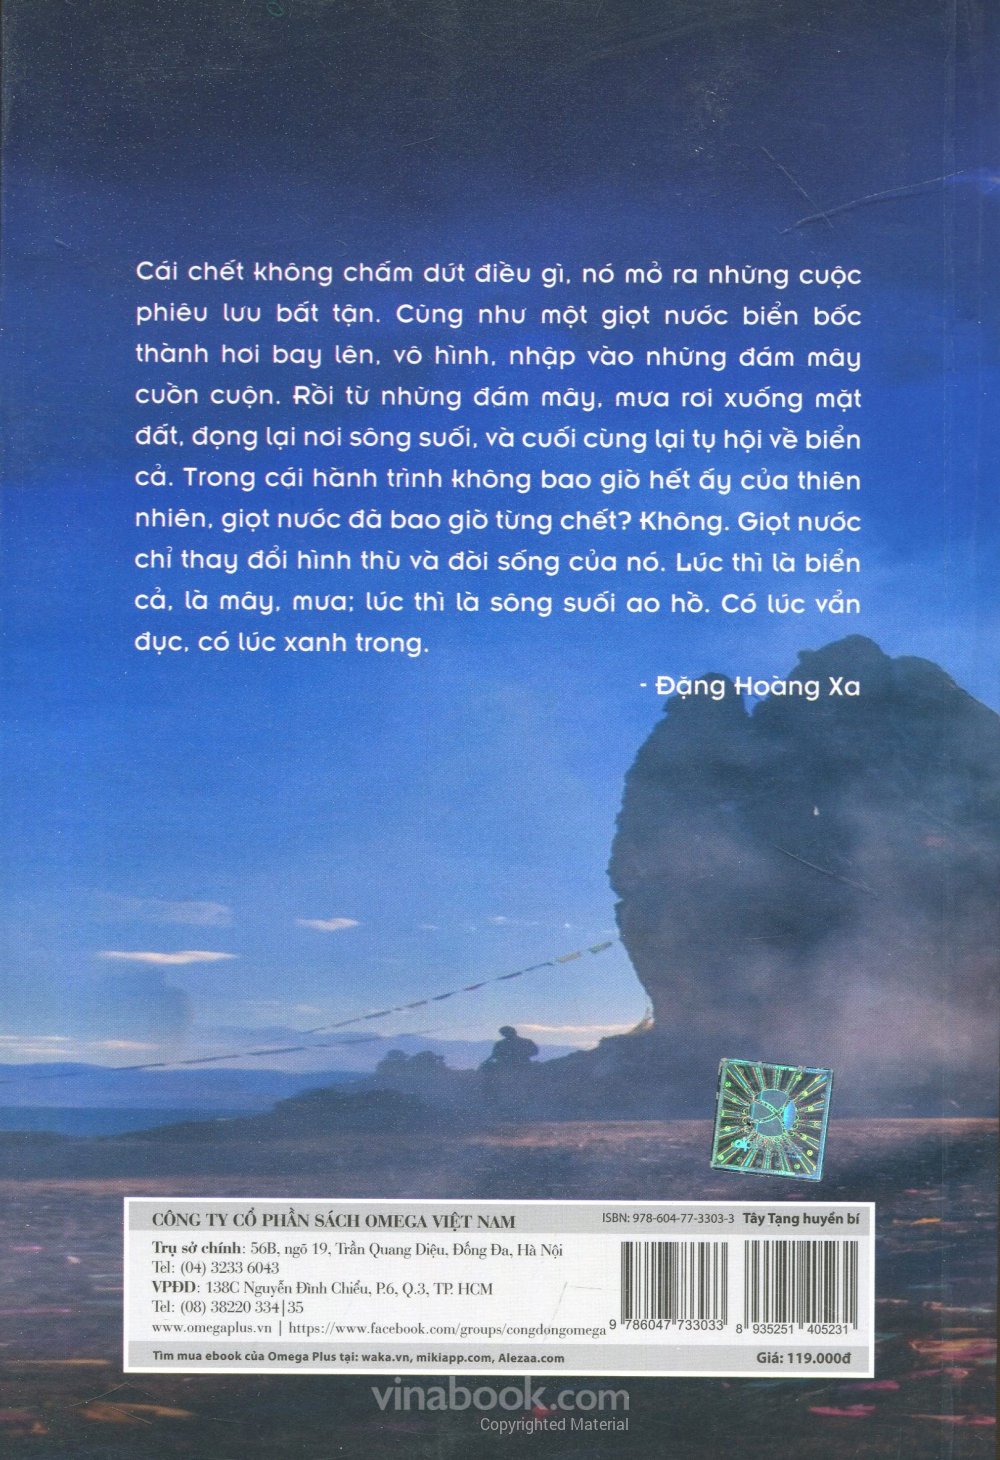 Cái chết không chấm dứt điều gì, nó mở ra những cuộc
phiêu lưu bất tận. Cũng như một giọt nước biển bốc
thành hơi bay lên, vô hình, nhập vào những đám mây
cuồn cuộn. Rồi từ những đám mây, mưa rơi xuống mặt
đất, đọng lại nơi sông suối, và cuối cùng lại tụ hội về biển
cả. Trong cái hành trình không bao giờ hết ấy của thiên
nhiên, giọt nước đã bao giờ từng chết? Không. Giọt nước
chỉ thay đổi hình thù và đời sống của nó. Lúc thì là biển
cả, là mây, mưa; lúc thì là sông suối ao hồ. Có lúc vẩn
đục, có lúc xanh trong.
- Đặng Hoàng Xa
CÔNG TY CỔ PHẦN SÁCH OMEGA VIỆT NAM
ISBN: 978-604-77-3303-3 Tây Tạng huyền bí
Trụ sở chính: 56B, ngõ 19, Trần Quang Diệu, Đống Đa, Hà Nội
Tel: (04) 3233 6043
VPĐD: 138C Nguyễn Đình Chiểu, P.6, Q.3, TP. HCM
Tel: (08) 38220 334|35
www.omegaplus.vn | https://www.facebook.com/groups/congdongomega
9 786047 733033
8 935251 405231
Tìm mua ebook của Omega Plus tại: waka.vn, mikiapp.com, Alezaa.com
Giá: 119.000đ
vinabook.com
Copyrighted Material